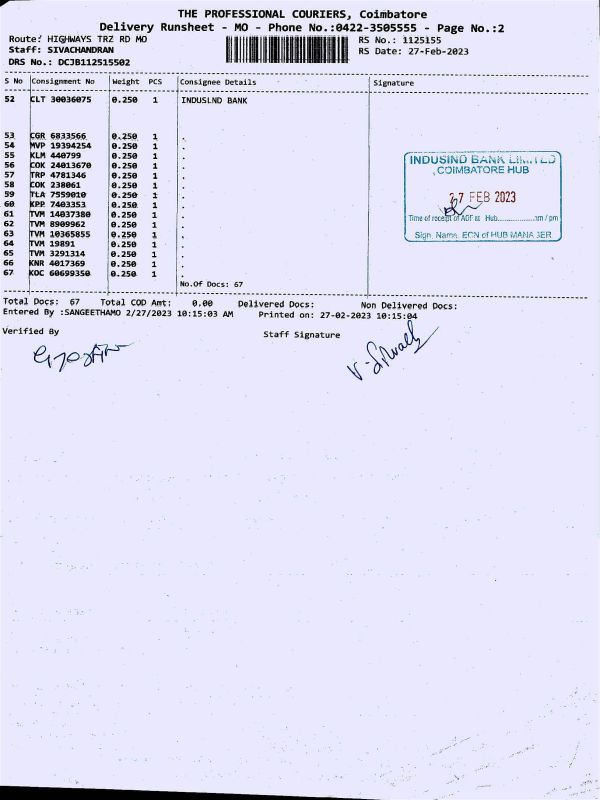 THE PROFESSIONAL COURIERS, Coimbatore
Delivery Runsheet - MO - Phone No.:0422-3505555 - Page No.:2
Route: HIGHWAYS TRZ RD MO
Staff: SIVACHANDRAN
DRS No.: DCJB112515502
RS No.: 1125155
RS Date: 27-Feb-2023
S No Consignment No Weight PCS Consignee Details Signature
52 CLT 30036075 0.250 1 INDUSLND BANK
53 CGR 6833566 0.250 1 .
54 MVP 19394254 0.250 1 .
55 KLM 440799 0.250 1 .
56 COK 24013670 0.250 1 .
57 TRP 4781346 0.250 1 .
58 COK 238061 0.250 1 .
59 TLA 7559010 0.250 1 .
60 KPP 7403353 0.250 1 .
61 TVM 14037380 0.250 1 .
62 TVM 8909962 0.250 1 .
63 TVM 10365855 0.250 1 .
64 TVM 19891 0.250 1 .
65 TVM 3291314 0.250 1 .
66 KNR 4017369 0.250 1 .
67 KDC 60699350 0.250 1 .
No.Of Docs: 67
INDUSIND BANK LIMITED
COIMBATORE HUB
27 FEB 2023
Time of receipt of AOF at Hub................am / pm
Sign. Name. ECN of HUB MANAGER
Total Docs: 67 Total COD Amt: 0.00 Delivered Docs: Non Delivered Docs:
Entered By :SANGEETHAMO 2/27/2023 10:15:03 AM Printed on: 27-02-2023 10:15:04
Verified By Staff Signature